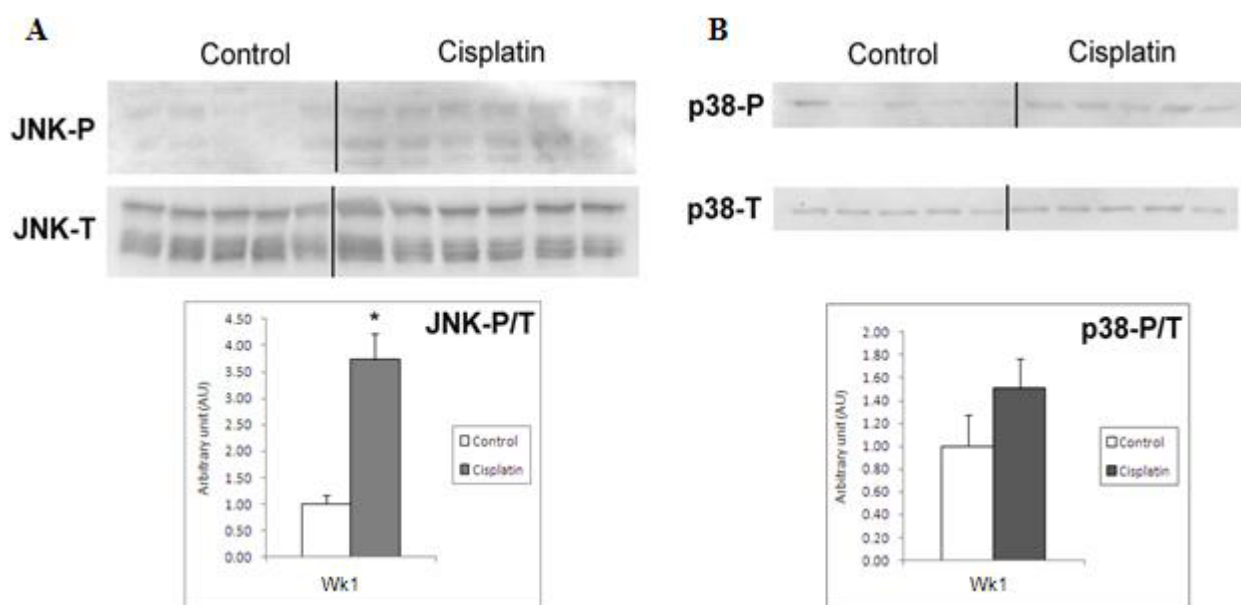 A
Control Cisplatin
JNK-P
JNK-T
JNK-P/T
*
4.50
4.00
3.50
3.00
2.50
2.00
1.50
1.00
0.50
0.00
Arbitrary unit (AU)
Wk1
Control
Cisplatin
B
Control Cisplatin
p38-P
p38-T
p38-P/T
2.00
1.80
1.60
1.40
1.20
1.00
0.80
0.60
0.40
0.20
0.00
Arbitrary unit (AU)
Wk1
Control
Cisplatin